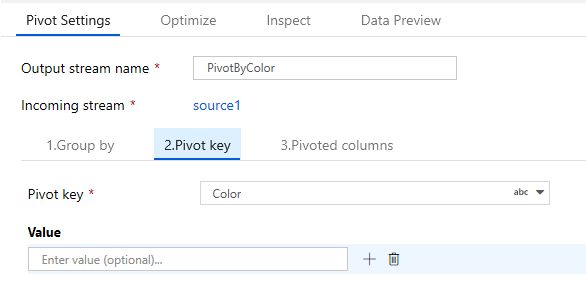 Pivot Settings Optimize Inspect Data Preview
Output stream name * PivotByColor
Incoming stream * source1
1.Group by 2.Pivot key 3.Pivoted columns
Pivot key * Color abc
Value
Enter value (optional)...